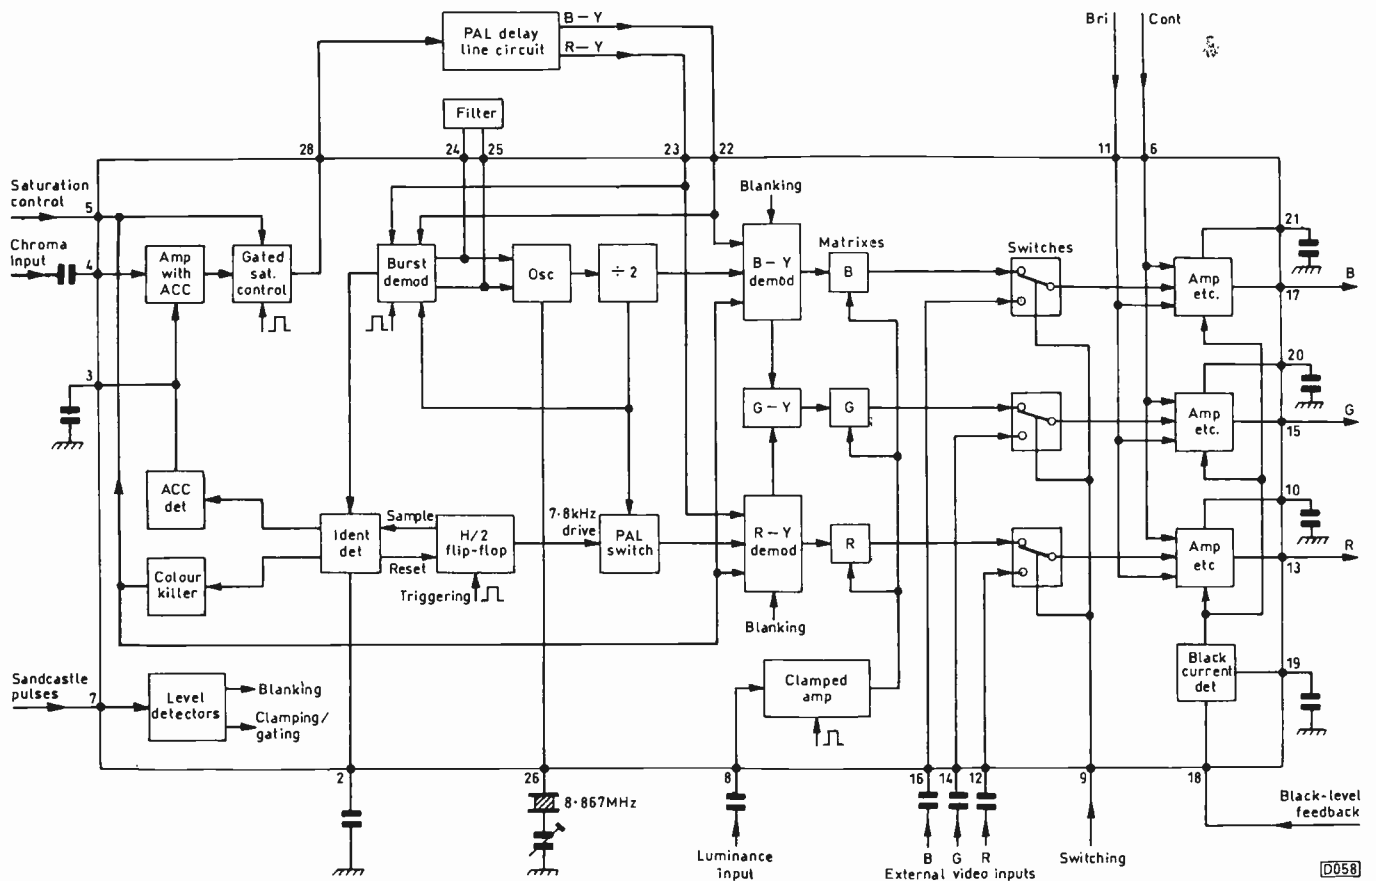 B–Y
R–Y
PAL delay
line circuit
Bri
Cont
Filter
28
24
25
23
22
11
6
Saturation
control
5
Chroma
Input
4
Amp
with
ACC
Gated
sat.
control
Burst
demod
Osc
÷2
Blanking
B–Y
demod
Matrixes
B
Switches
Amp
etc.
21
17
B
3
G–Y
G
Amp
etc.
20
15
G
ACC
det
Ident
det
Sample
Reset
H/2
flip-flop
Triggering
7·8kHz
drive
PAL
switch
R–Y
demod
R
Blanking
Amp
etc
10
13
R
Colour
killer
Sandcastle
pulses
7
Level
detectors
Blanking
Clamping/
gating
Clamped
amp
Black
current
det
19
2
26
8
16
14
12
9
18
8·867MHz
Luminance
input
B
G
R
External video inputs
Switching
Black-level
feedback
D058